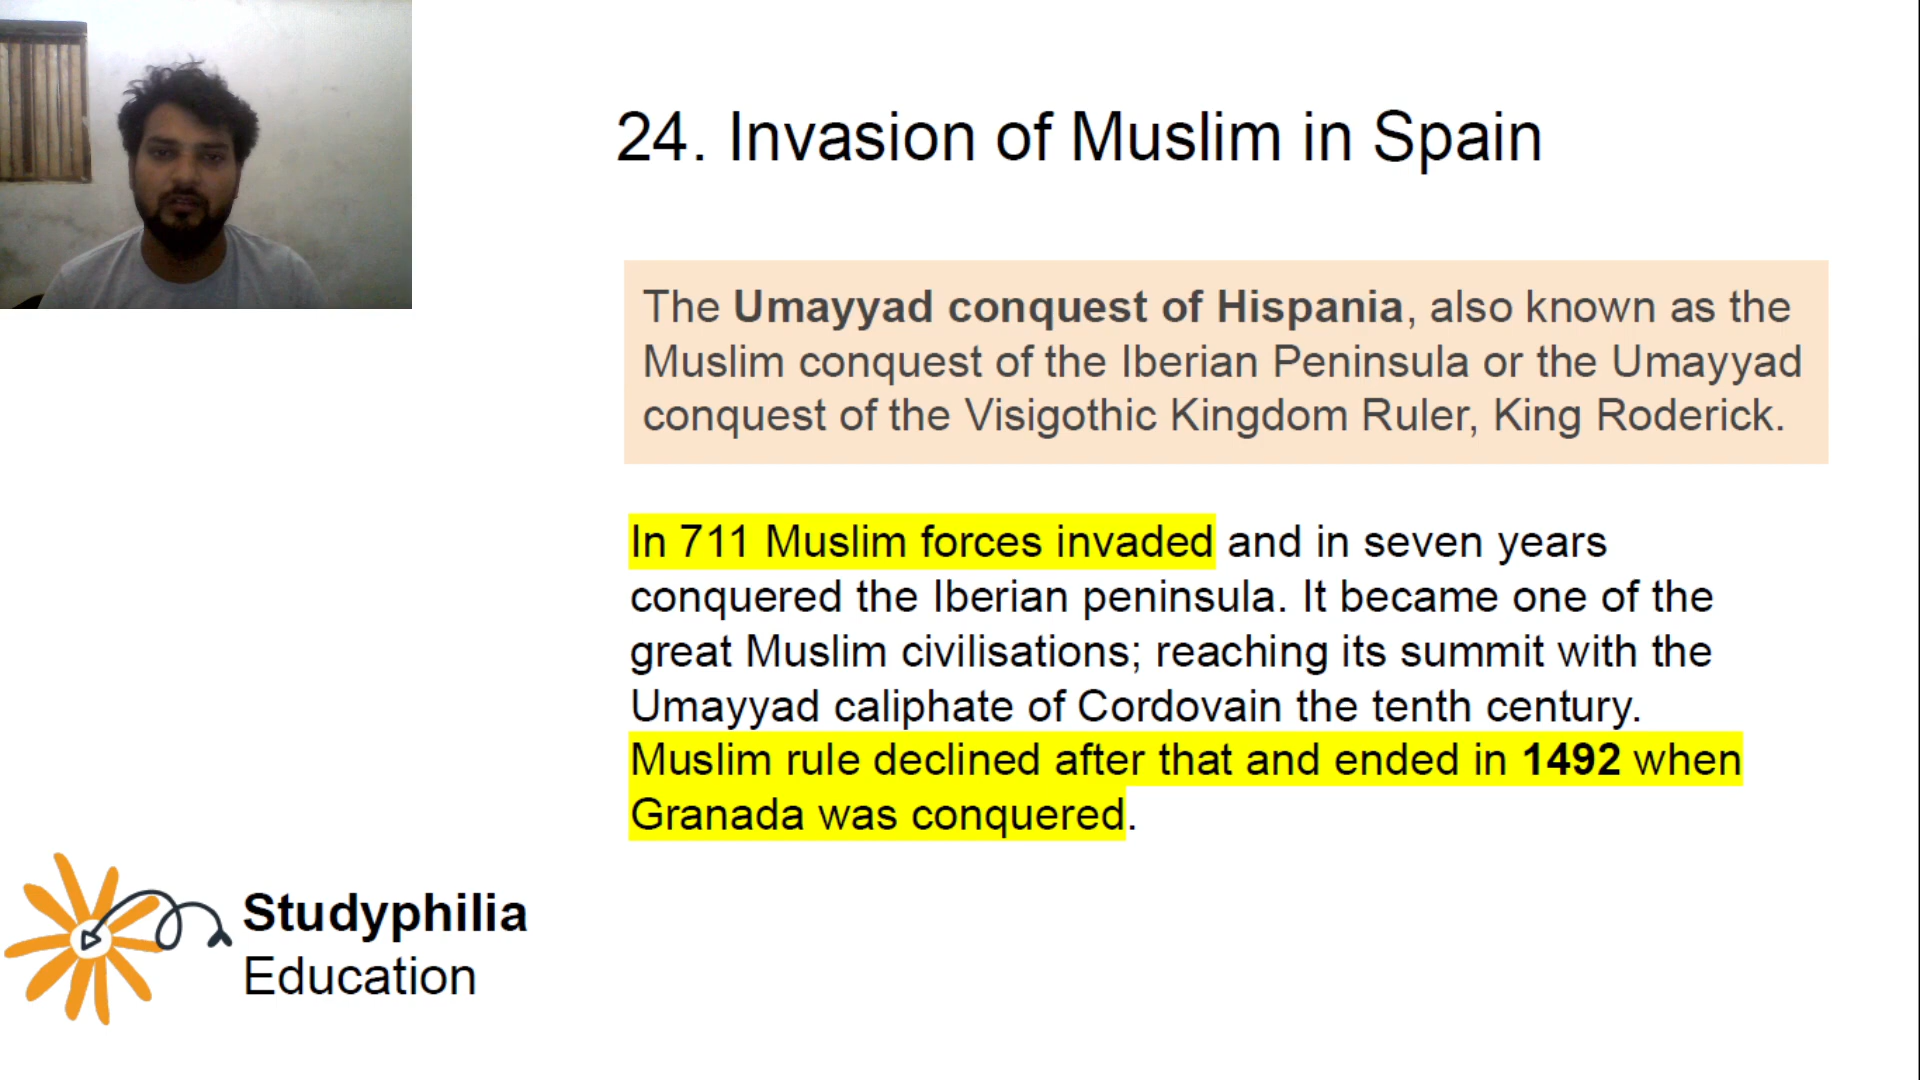 24. Invasion of Muslim in Spain
The Umayyad conquest of Hispania, also known as the
Muslim conquest of the Iberian Peninsula or the Umayyad
conquest of the Visigothic Kingdom Ruler, King Roderick.
In 711 Muslim forces invaded and in seven years
conquered the Iberian peninsula. It became one of the
great Muslim civilisations; reaching its summit with the
Umayyad caliphate of Cordovain the tenth century.
Muslim rule declined after that and ended in 1492 when
Granada was conquered.
Studyphilia
Education